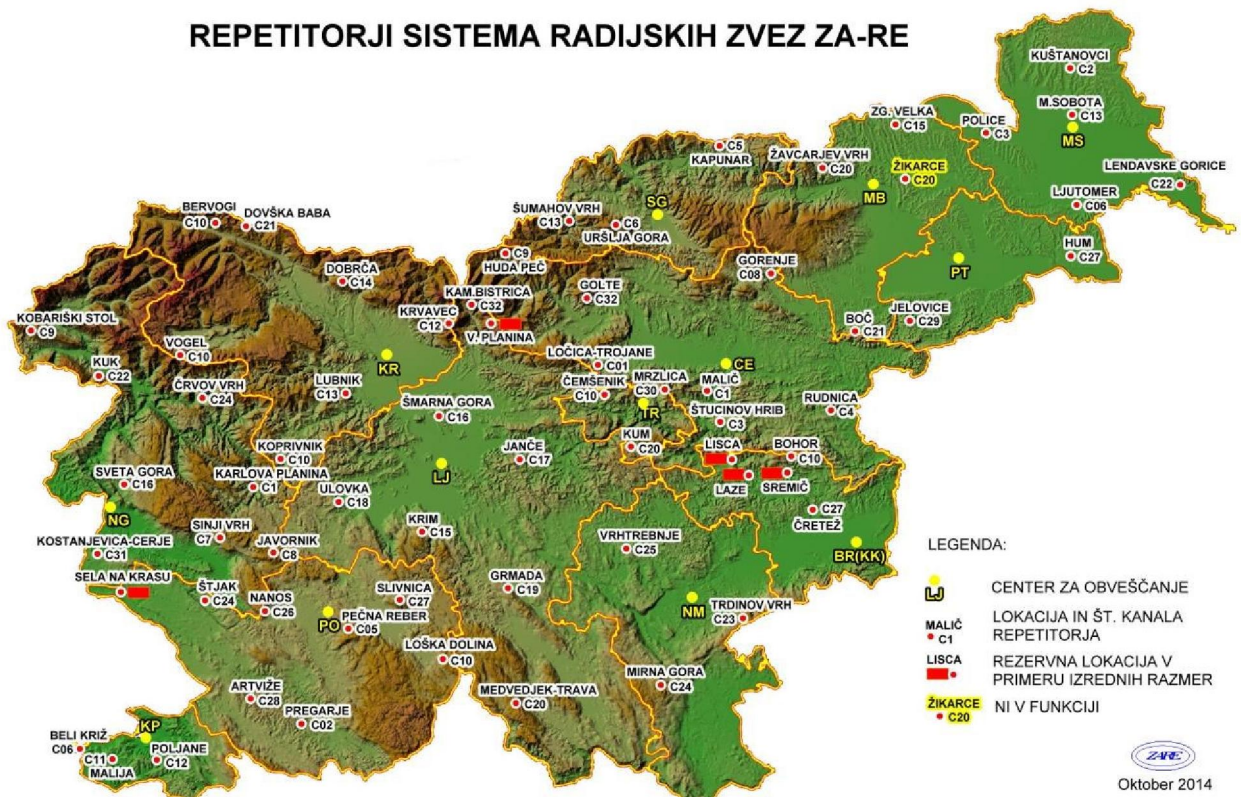 REPETITORJI SISTEMA RADIJSKIH ZVEZ ZA-RE
KUŠTANOVCI
C2
M.SOBOTA
C13
MS
ZG. VELKA
C15
POLICE
C3
C5
KAPUNAR
ŽAVCARJEV VRH
C20
ŽIKARCE
C20
MB
LENDAVSKE GORICE
C22
LJUTOMER
C06
BERVOGI
C10
DOVŠKA BABA
C21
ŠUMAHOV VRH
C13
C6
URŠLJA GORA
SG
HUM
C27
C9
HUDA PEČ
GORENJE
C08
PT
DOBRČA
C14
KAM.BISTRICA
C32
GOLTE
C32
KRVAVEC
C12
V. PLANINA
BOČ
C21
JELOVICE
C29
KOBARIŠKI STOL
C9
VOGEL
C10
KR
LOČICA-TROJANE
C01
CE
KUK
C22
ČRVOV VRH
C24
LUBNIK
C13
ČEMŠENIK
C10
MRZLICA
C30
MALIČ
C1
TR
RUDNICA
C4
ŠMARNA GORA
C16
ŠTUCINOV HRIB
C3
KUM
C20
LISCA
BOHOR
C10
KOPRIVNIK
C10
JANČE
C17
LJ
LAZE
SREMIČ
SVETA GORA
C16
KARLOVA PLANINA
C1
ULOVKA
C18
NG
C27
ČRETEŽ
SINJI VRH
C7
KRIM
C15
KOSTANJEVICA-CERJE
C31
JAVORNIK
C8
VRHTREBNJE
C25
BR(KK)
SELA NA KRASU
ŠTJAK
C24
NANOS
C26
SLIVNICA
C27
GRMADA
C19
PO
PEČNA REBER
C05
NM
TRDINOV VRH
C23
LOŠKA DOLINA
C10
MIRNA GORA
C24
ARTVIŽE
C28
MEDVEDJEK-TRAVA
C20
PREGARJE
C02
KP
BELI KRIŽ
C06
C11
MALIJA
POLJANE
C12
LEGENDA:
LJ
CENTER ZA OBVEŠČANJE
MALIČ
C1
LOKACIJA IN ŠT. KANALA
REPETITORJA
LISCA
REZERVNA LOKACIJA V
PRIMERU IZREDNIH RAZMER
ŽIKARCE
C20
NI V FUNKCIJI
ZARE
Oktober 2014